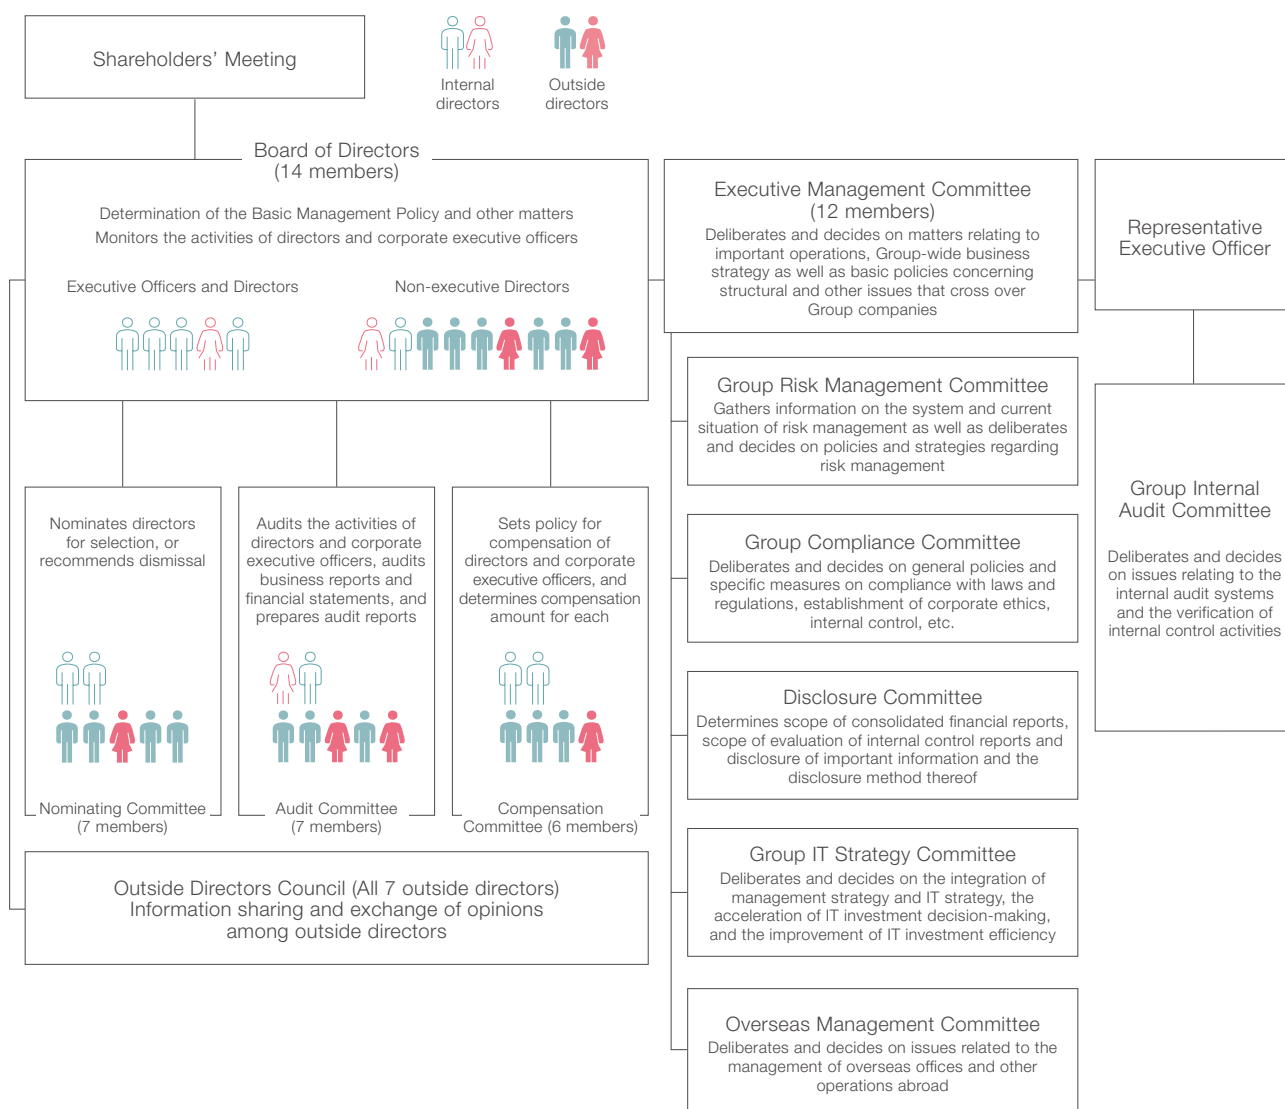 Shareholders’ Meeting
Internal
directors
Outside
directors
Board of Directors
(14 members)
Determination of the Basic Management Policy and other matters
Monitors the activities of directors and corporate executive officers
Executive Officers and Directors
Non-executive Directors
Executive Management Committee
(12 members)
Deliberates and decides on matters relating to
important operations, Group-wide business
strategy as well as basic policies concerning
structural and other issues that cross over
Group companies
Representative
Executive Officer
Group Risk Management Committee
Gathers information on the system and current
situation of risk management as well as deliberates
and decides on policies and strategies regarding
risk management
Group Internal
Audit Committee
Deliberates and decides
on issues relating to the
internal audit systems
and the verification of
internal control activities
Nominates directors
for selection, or
recommends dismissal
Nominating Committee
(7 members)
Audits the activities of
directors and corporate
executive officers, audits
business reports and
financial statements, and
prepares audit reports
Audit Committee
(7 members)
Sets policy for
compensation of
directors and corporate
executive officers, and
determines compensation
amount for each
Compensation
Committee (6 members)
Group Compliance Committee
Deliberates and decides on general policies and
specific measures on compliance with laws and
regulations, establishment of corporate ethics,
internal control, etc.
Disclosure Committee
Determines scope of consolidated financial reports,
scope of evaluation of internal control reports and
disclosure of important information and the
disclosure method thereof
Outside Directors Council (All 7 outside directors)
Information sharing and exchange of opinions
among outside directors
Group IT Strategy Committee
Deliberates and decides on the integration of
management strategy and IT strategy, the
acceleration of IT investment decision-making,
and the improvement of IT investment efficiency
Overseas Management Committee
Deliberates and decides on issues related to the
management of overseas offices and other
operations abroad